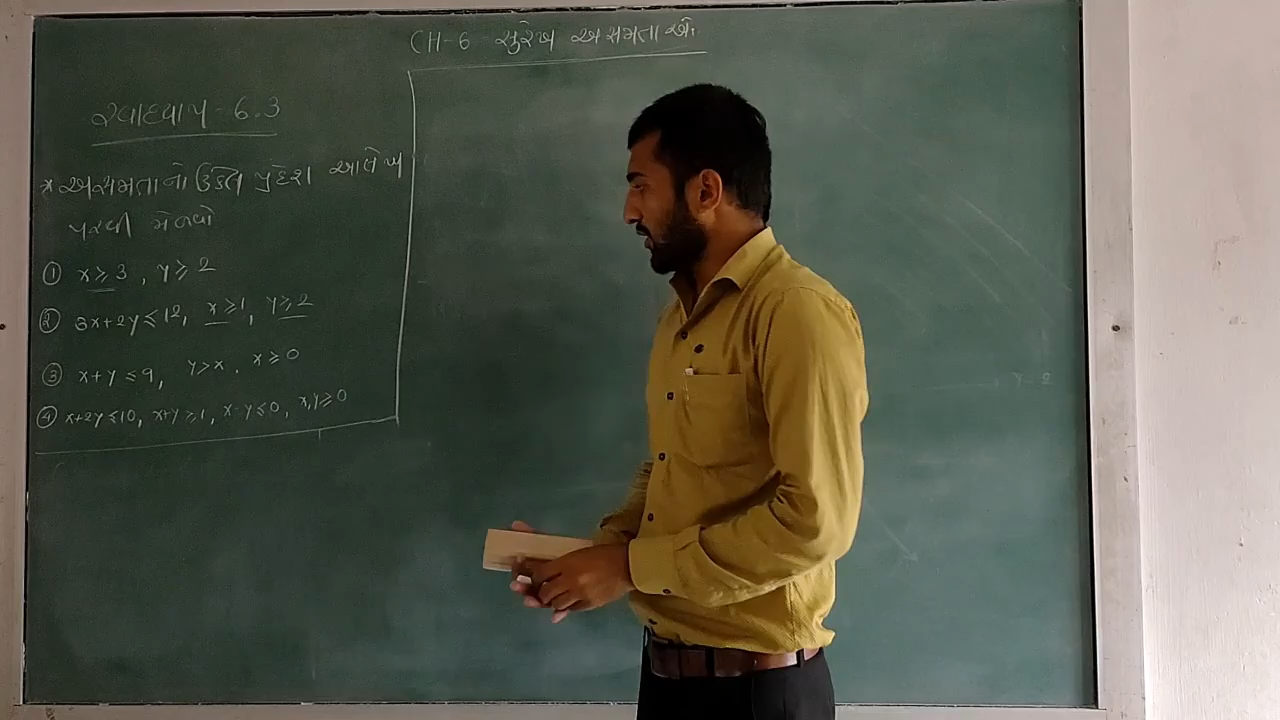 CH-6 સુરેખ અસમતાઓ
સ્વાધ્યાય - 6.3
* અસમતાનો ઉકેલ પ્રદેશ આલેખ
પરથી મેળવો
① x ≥ 3 , y ≥ 2
② 3x+2y ≤ 12, x ≥ 1, y ≥ 2
③ x+y ≤ 9, y > x, x ≥ 0
④ x+2y ≤ 10, x+y ≥ 1, x-y ≤ 0, x,y ≥ 0